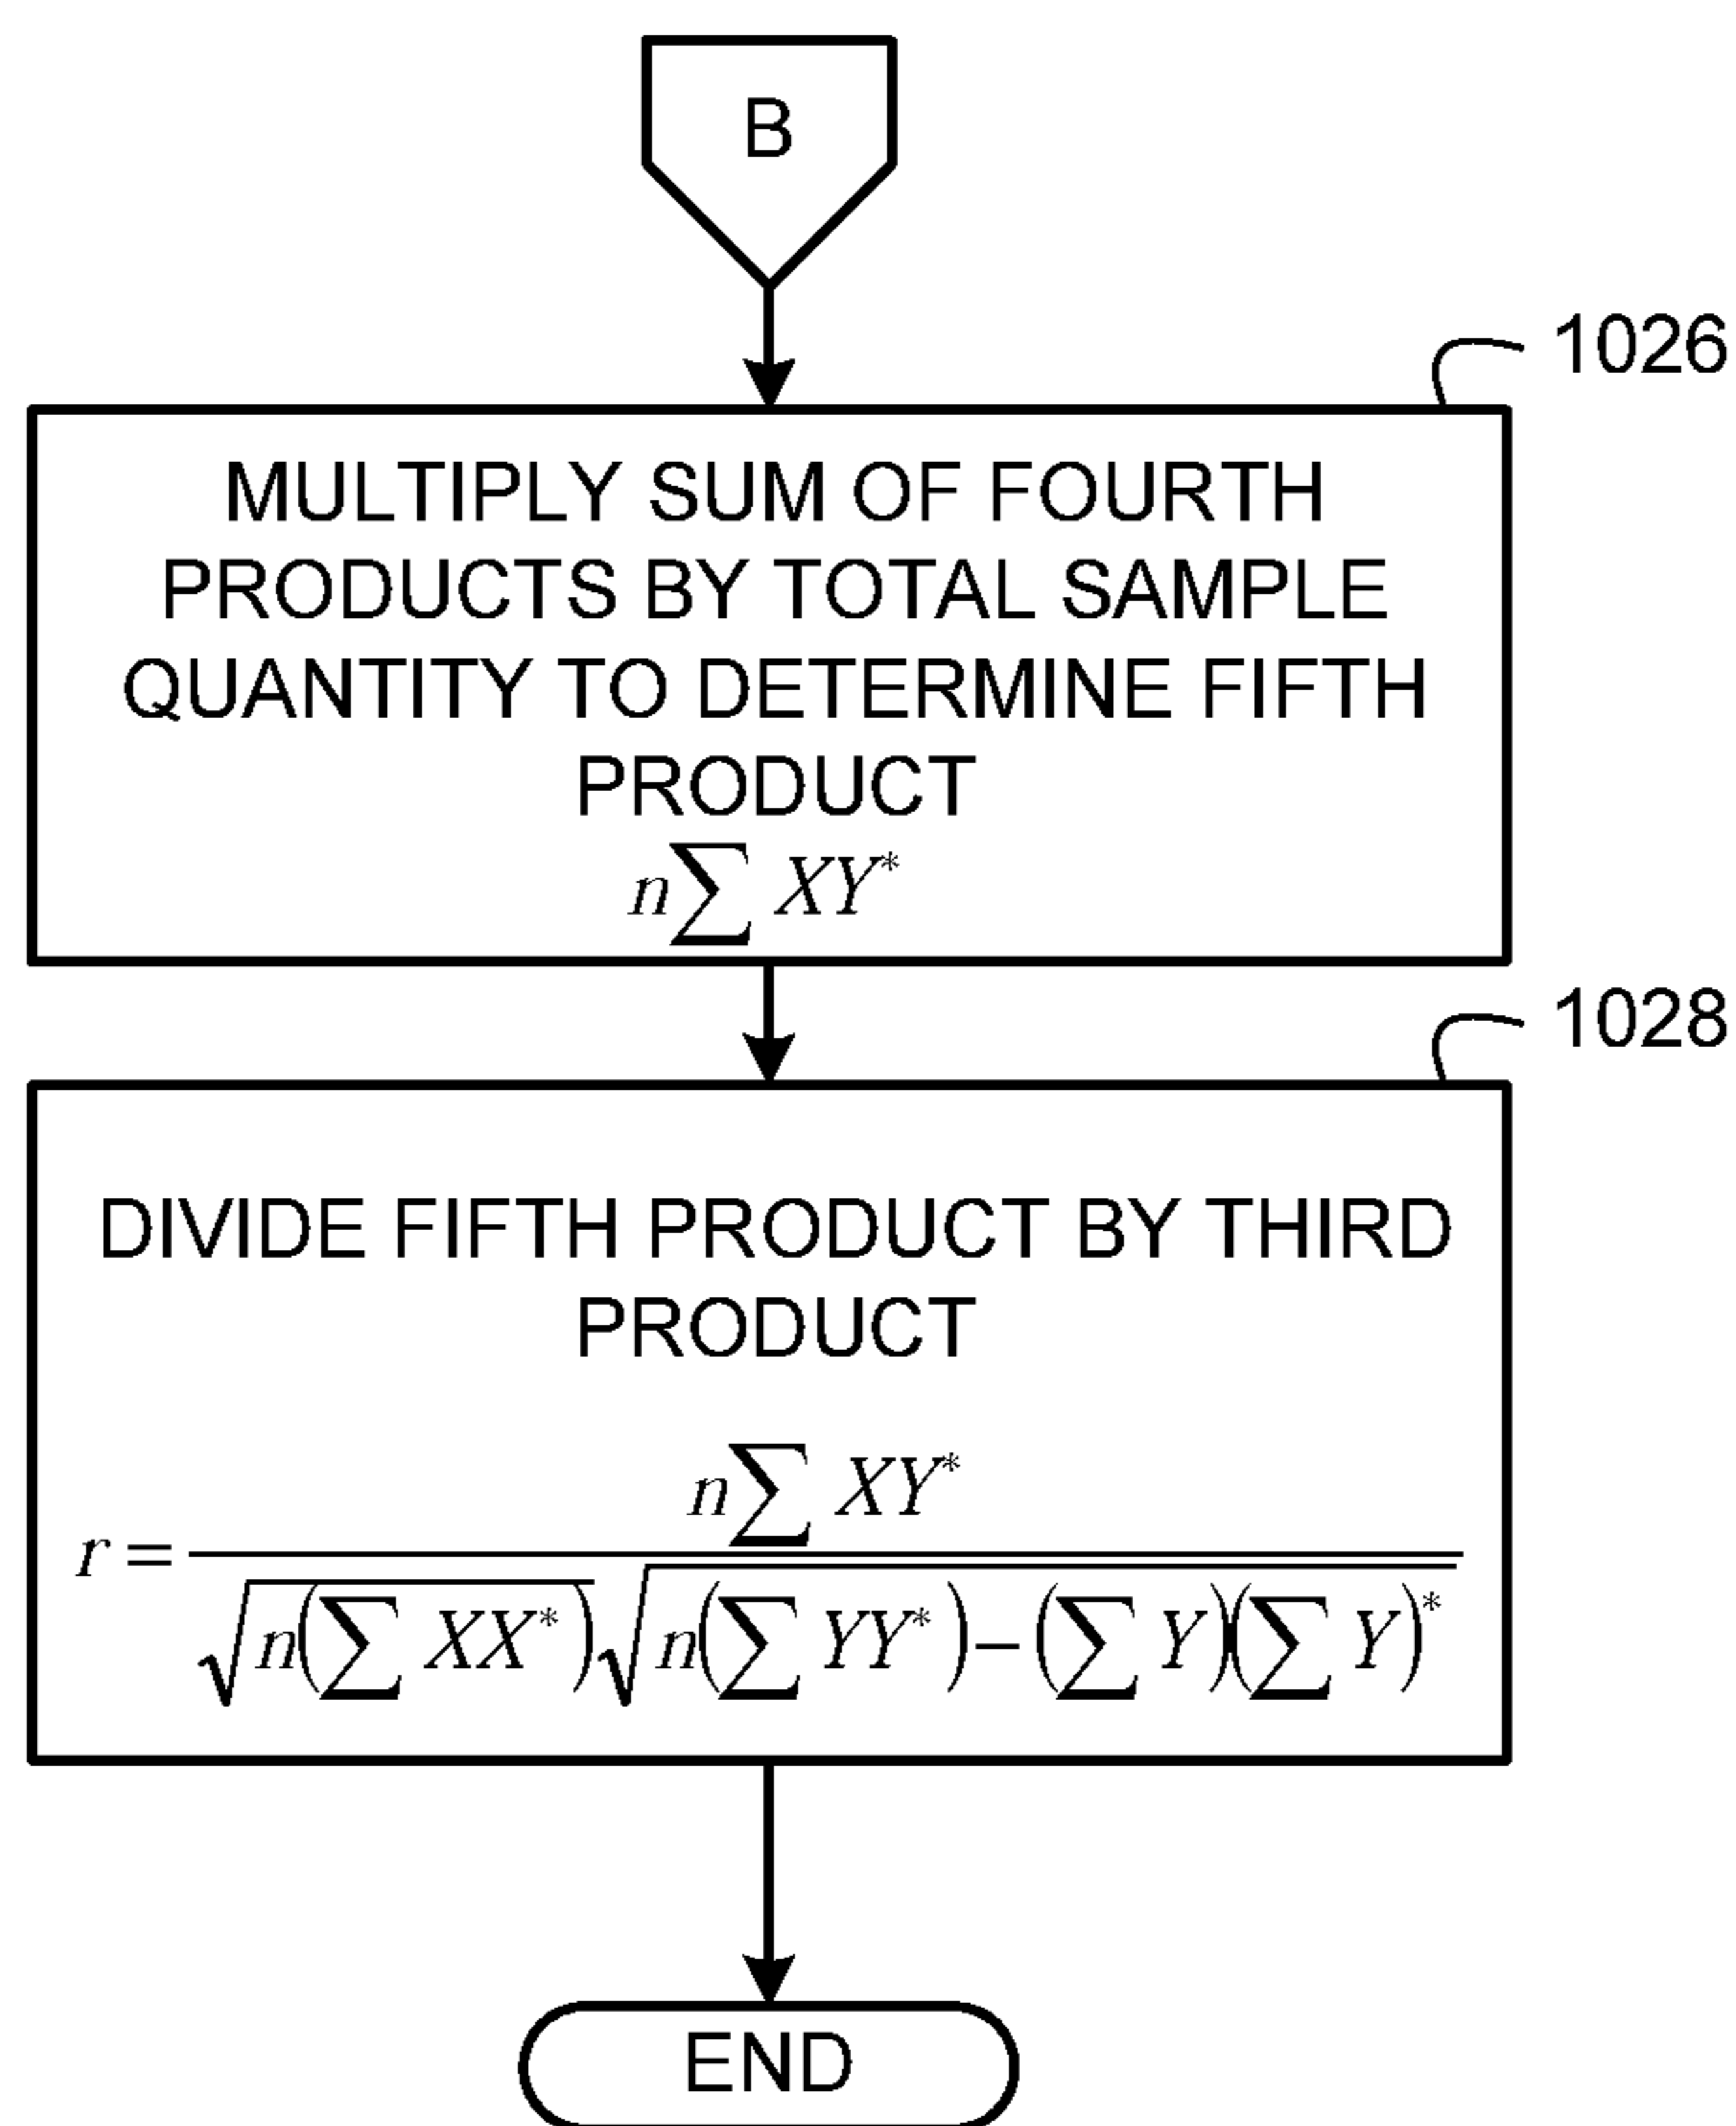 B
1026
MULTIPLY SUM OF FOURTH
PRODUCTS BY TOTAL SAMPLE
QUANTITY TO DETERMINE FIFTH
PRODUCT
n∑ XY*
1028
DIVIDE FIFTH PRODUCT BY THIRD
PRODUCT
r = n∑ XY* / √(n(∑ XX*)) √(n(∑ YY*) − (∑ Y)(∑ Y)*)
END